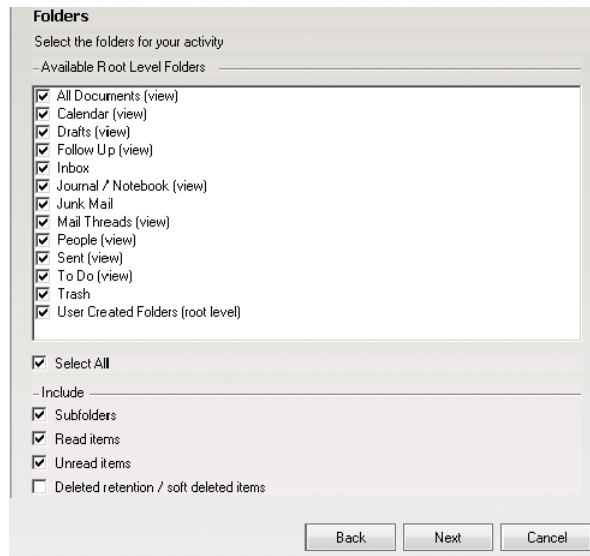 Folders
Select the folders for your activity
Available Root Level Folders
All Documents (view)
Calendar (view)
Drafts (view)
Follow Up (view)
Inbox
Journal / Notebook (view)
Junk Mail
Mail Threads (view)
People (view)
Sent (view)
To Do (view)
Trash
User Created Folders (root level)
Select All
Include
Subfolders
Read items
Unread items
Deleted retention / soft deleted items
Back Next Cancel